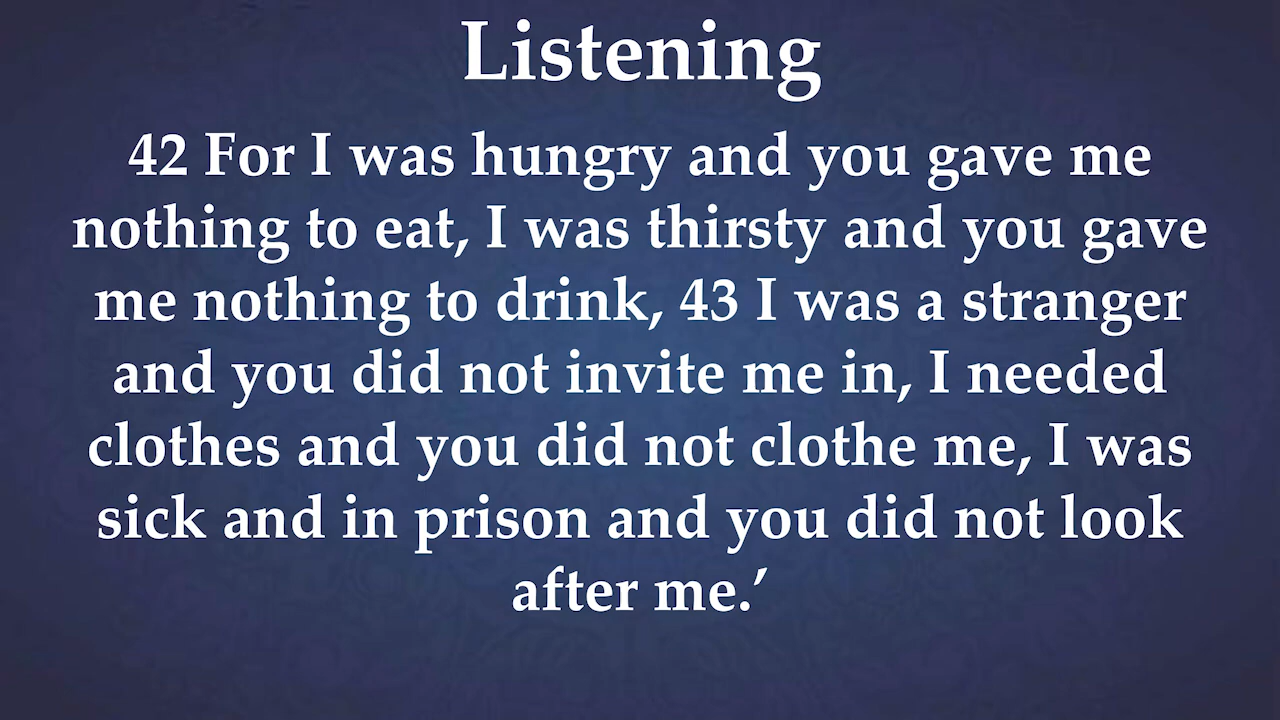 Listening
42 For I was hungry and you gave me
nothing to eat, I was thirsty and you gave
me nothing to drink, 43 I was a stranger
and you did not invite me in, I needed
clothes and you did not clothe me, I was
sick and in prison and you did not look
after me.’